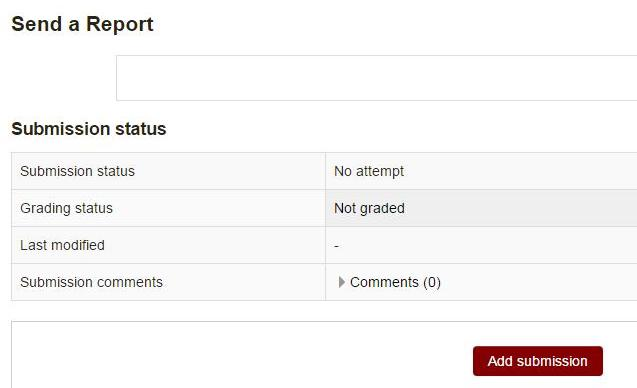 Send a Report
Submission status
Submission status No attempt
Grading status Not graded
Last modified -
Submission comments Comments (0)
Add submission